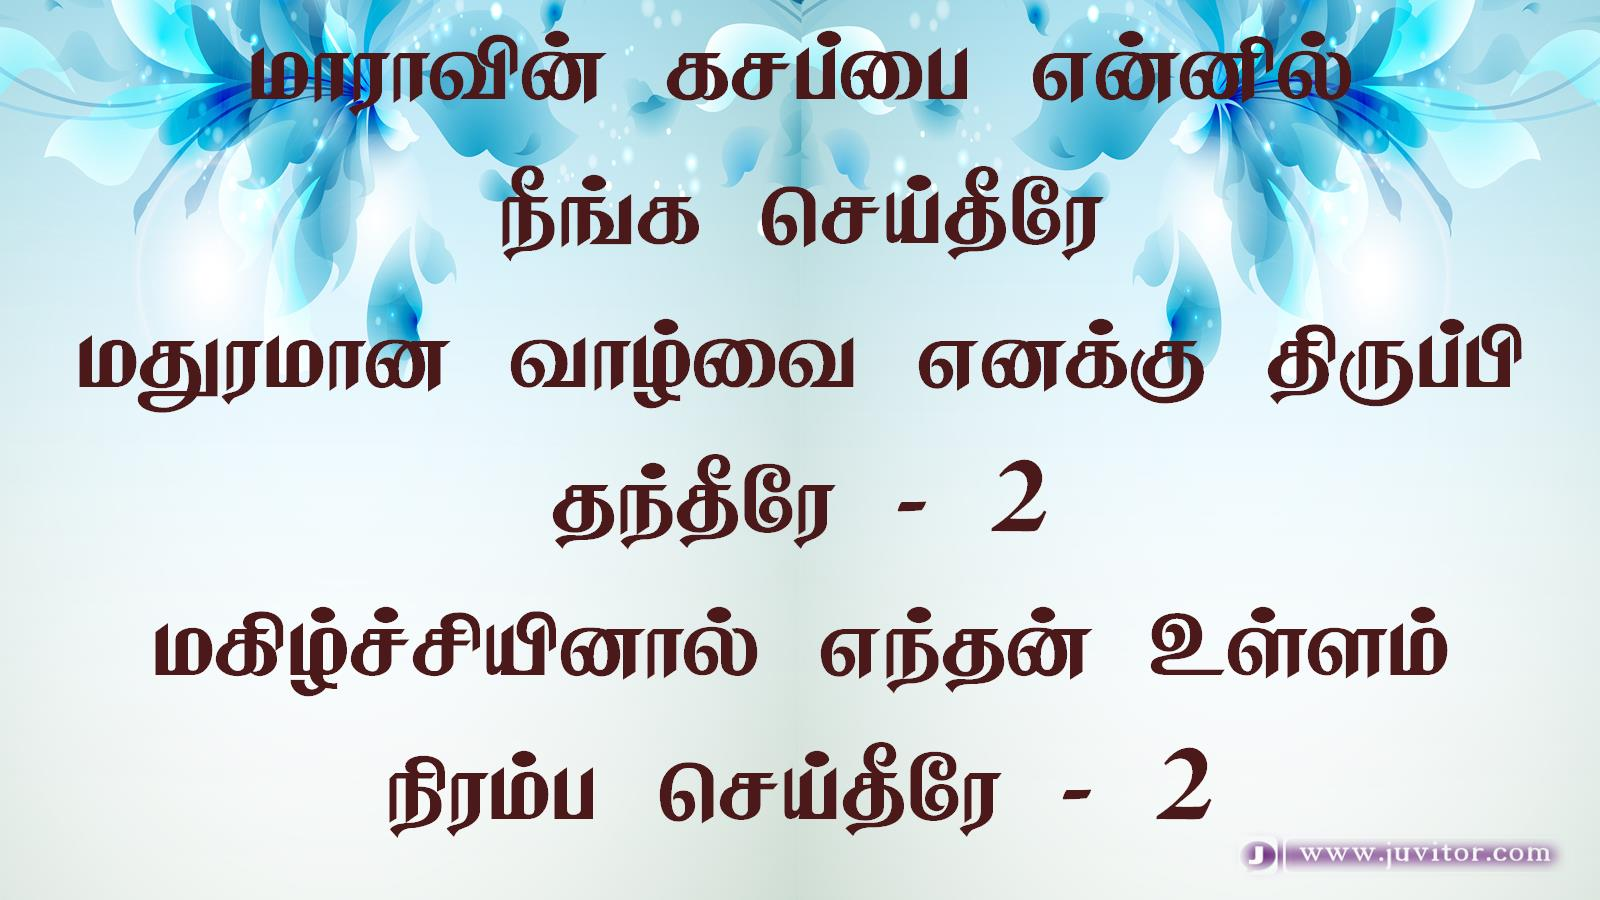 மாராவின் கசப்பை என்னில்
நீங்க செய்தீரே
மதுரமான வாழ்வை எனக்கு திருப்பி
தந்தீரே - 2
மகிழ்ச்சியினால் எந்தன் உள்ளம்
நிரம்ப செய்தீரே - 2
J www.juvitor.com